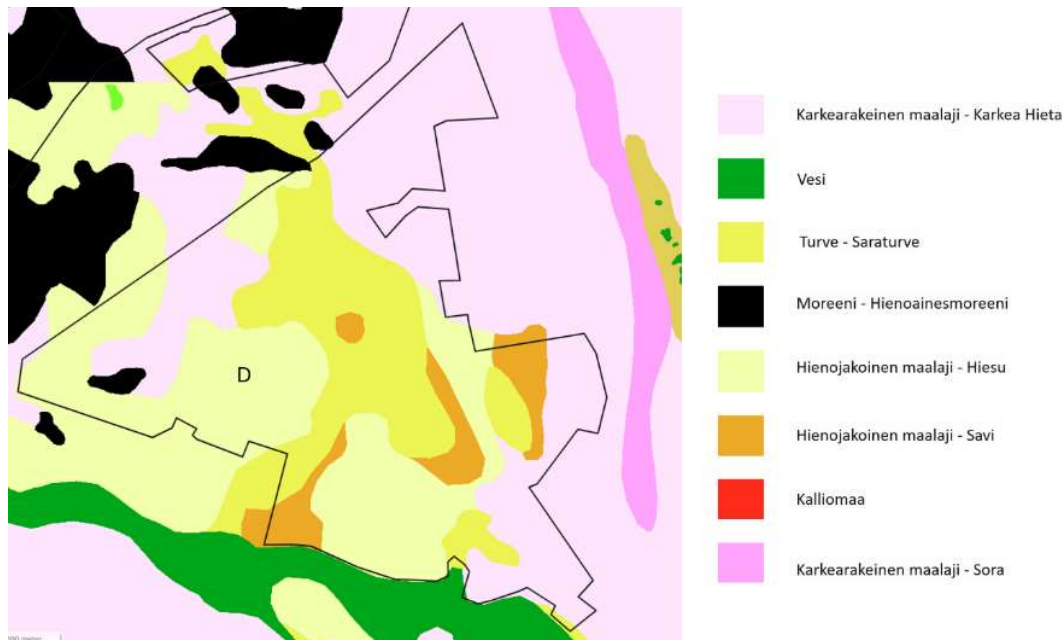 D
Karkearakeinen maalaji - Karkea Hieta
Vesi
Turve - Saraturve
Moreeni - Hienoainesmoreeni
Hienojakoinen maalaji - Hiesu
Hienojakoinen maalaji - Savi
Kalliomaa
Karkearakeinen maalaji - Sora